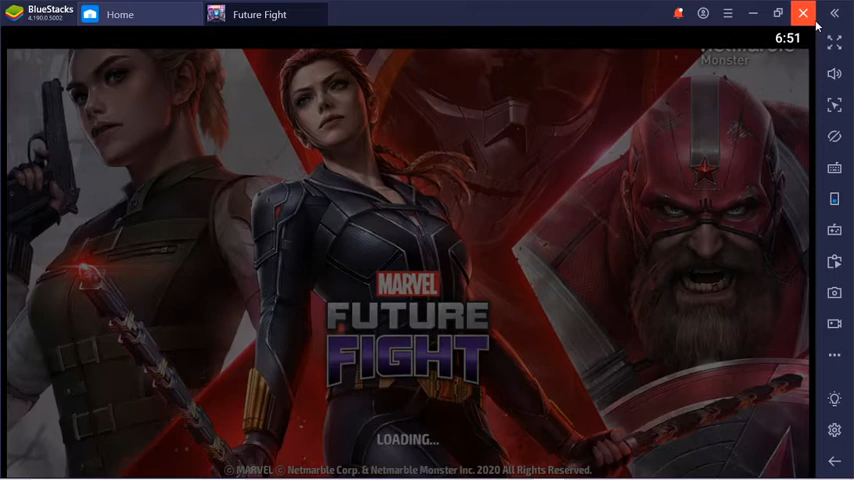 BlueStacks
4.190.0.5002
Home
Future Fight
6:51
Monster
MARVEL
FUTURE
FIGHT
LOADING...
© MARVEL © Netmarble Corp. & Netmarble Monster Inc. 2020 All Rights Reserved.